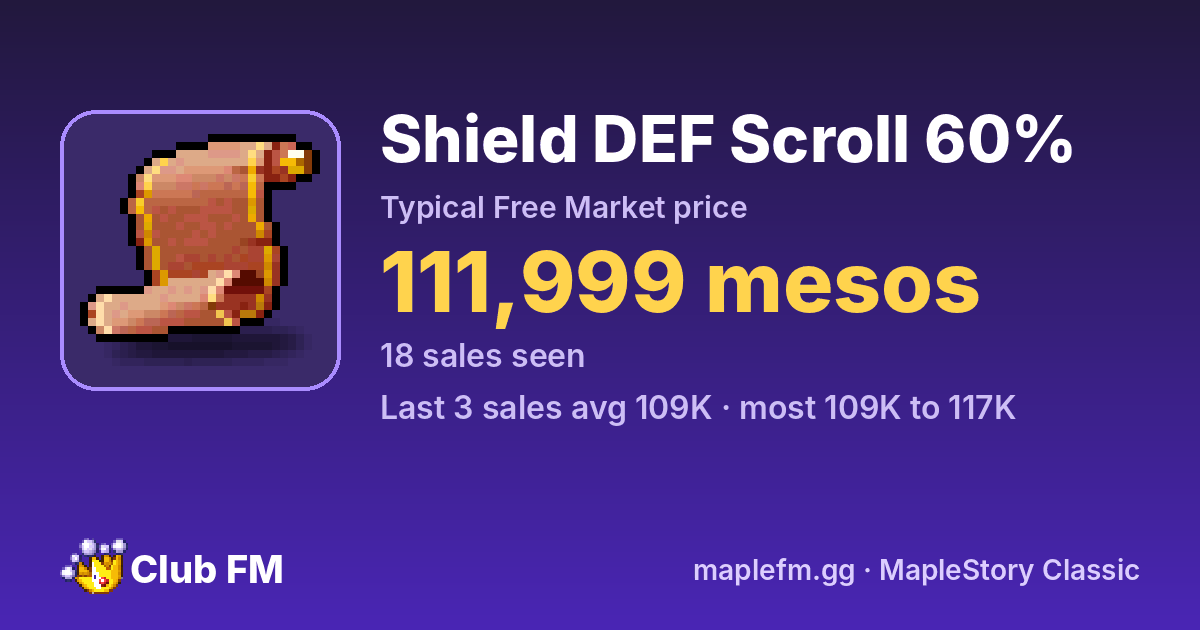 Shield DEF Scroll 60%
Typical Free Market price
111,999 mesos
18 sales seen
Last 3 sales avg 109K · most 109K to 117K
Club FM
maplefm.gg · MapleStory Classic